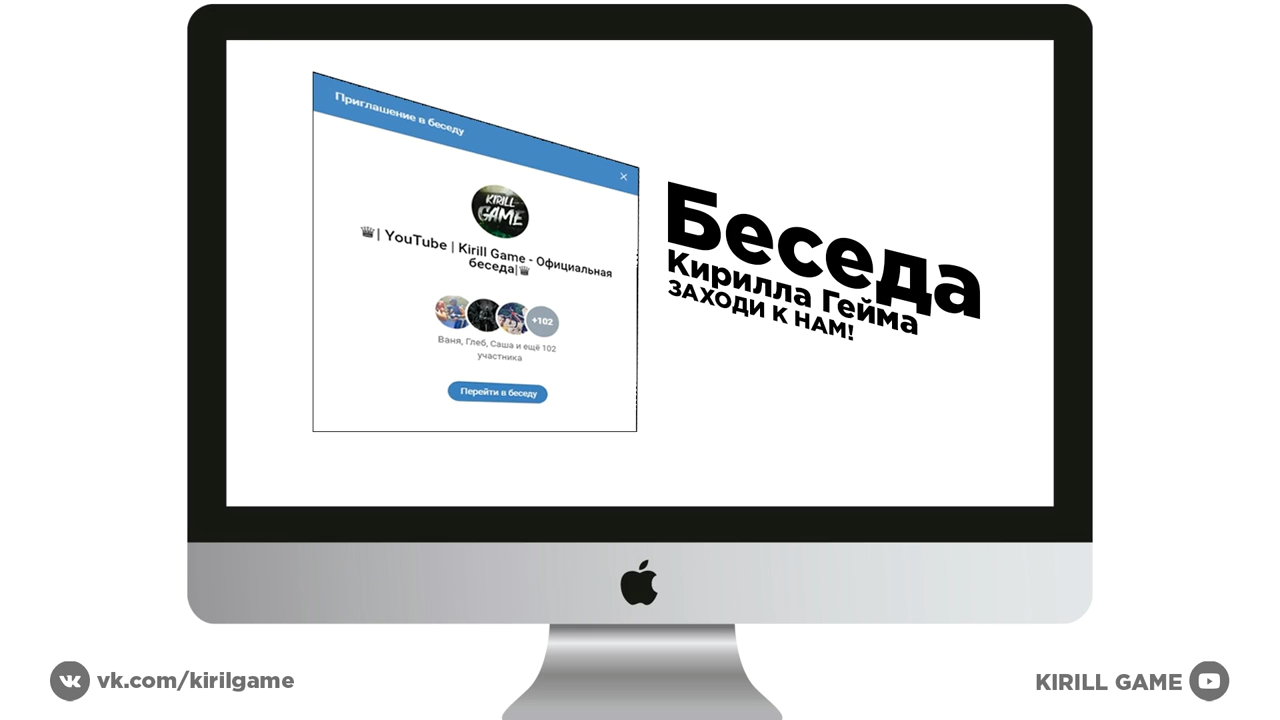 Приглашение в беседу
KIRILL
GAME
♛| YouTube | Kirill Game - Официальная
беседа|♛
+102
Ваня, Глеб, Саша и ещё 102
участника
Перейти в беседу
Беседа
Кирилла Гейма
ЗАХОДИ К НАМ!
vk.com/kirilgame
KIRILL GAME